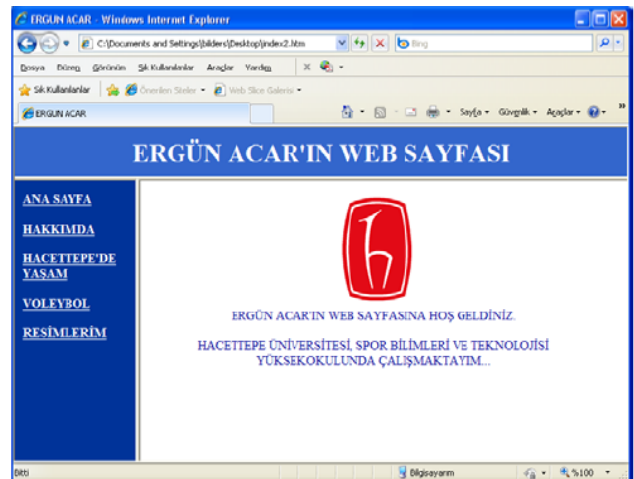 ERGUN ACAR - Windows Internet Explorer
C:\Documents and Settings\bilders\Desktop\index2.htm
Bing
Dosya Düzen Görünüm Sık Kullanılanlar Araçlar Yardım
Sık Kullanılanlar Önerilen Siteler Web Slice Galerisi
ERGUN ACAR
Sayfa Güvenlik Araçlar
ERGÜN ACAR'IN WEB SAYFASI
ANA SAYFA
HAKKIMDA
HACETTEPE'DE
YAŞAM
VOLEYBOL
RESİMLERİM
ERGÜN ACAR'IN WEB SAYFASINA HOŞ GELDİNİZ.
HACETTEPE ÜNİVERSİTESİ, SPOR BİLİMLERİ VE TEKNOLOJİSİ
YÜKSEKOKULUNDA ÇALIŞMAKTAYIM...
Bitti Bilgisayarım %100